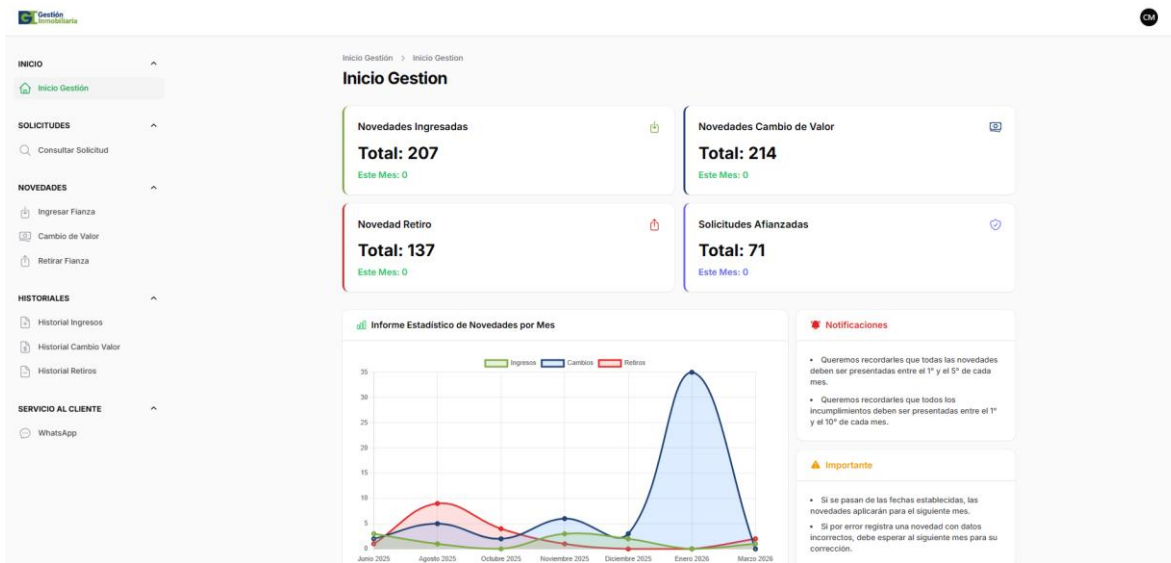 Gestión
Inmobiliaria
CM
INICIO
Inicio Gestión
SOLICITUDES
Consultar Solicitud
NOVEDADES
Ingresar Fianza
Cambio de Valor
Retirar Fianza
HISTORIALES
Historial Ingresos
Historial Cambio Valor
Historial Retiros
SERVICIO AL CLIENTE
WhatsApp
Inicio Gestión > Inicio Gestion
Inicio Gestion
Novedades Ingresadas
Total: 207
Este Mes: 0
Novedades Cambio de Valor
Total: 214
Este Mes: 0
Novedad Retiro
Total: 137
Este Mes: 0
Solicitudes Afianzadas
Total: 71
Este Mes: 0
Informe Estadístico de Novedades por Mes
Ingresos Cambios Retiros
35
30
25
20
15
10
5
0
Junio 2025 Agosto 2025 Octubre 2025 Noviembre 2025 Diciembre 2025 Enero 2026 Marzo 2026
Notificaciones
• Queremos recordarles que todas las novedades
deben ser presentadas entre el 1° y el 5° de cada
mes.
• Queremos recordarles que todos los
incumplimientos deben ser presentadas entre el 1°
y el 10° de cada mes.
Importante
• Si se pasan de las fechas establecidas, las
novedades aplicarán para el siguiente mes.
• Si por error registra una novedad con datos
incorrectos, debe esperar al siguiente mes para su
corrección.